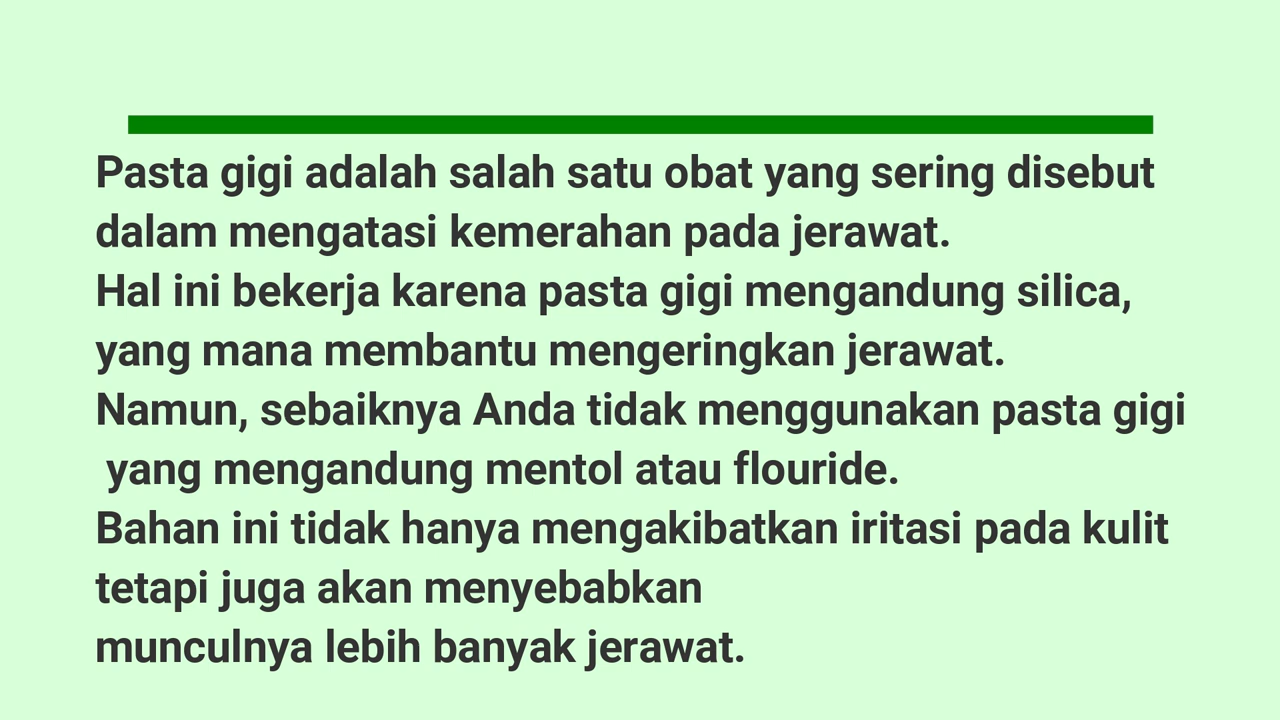 Pasta gigi adalah salah satu obat yang sering disebut
dalam mengatasi kemerahan pada jerawat.
Hal ini bekerja karena pasta gigi mengandung silica,
yang mana membantu mengeringkan jerawat.
Namun, sebaiknya Anda tidak menggunakan pasta gigi
yang mengandung mentol atau flouride.
Bahan ini tidak hanya mengakibatkan iritasi pada kulit
tetapi juga akan menyebabkan
munculnya lebih banyak jerawat.